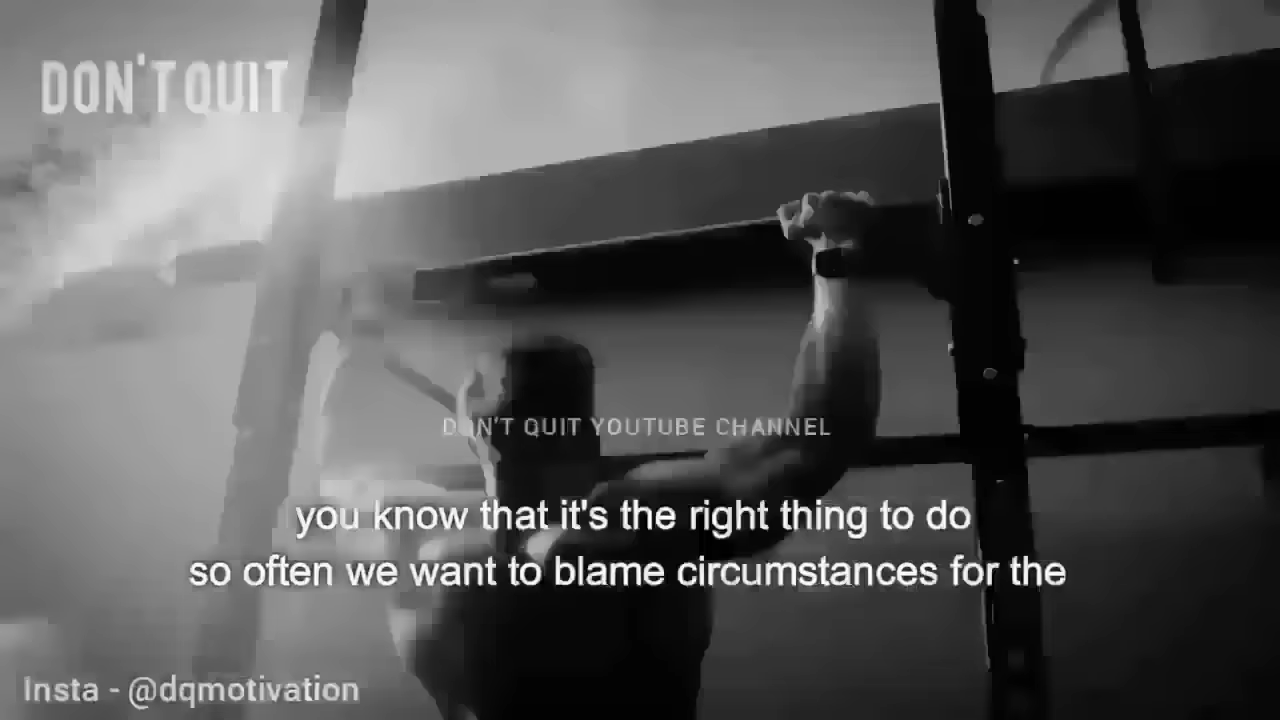 DON'T QUIT
DON'T QUIT YOUTUBE CHANNEL
you know that it's the right thing to do
so often we want to blame circumstances for the
Insta - @dqmotivation